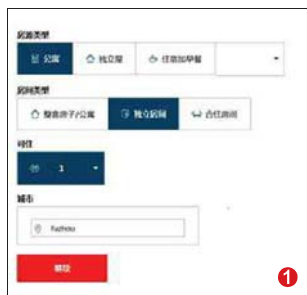 房源类型
公寓 独立屋 住宿加早餐
房间类型
整套房子/公寓 独立房间 合住房间
可住
1
城市
fuzhou
继续
1